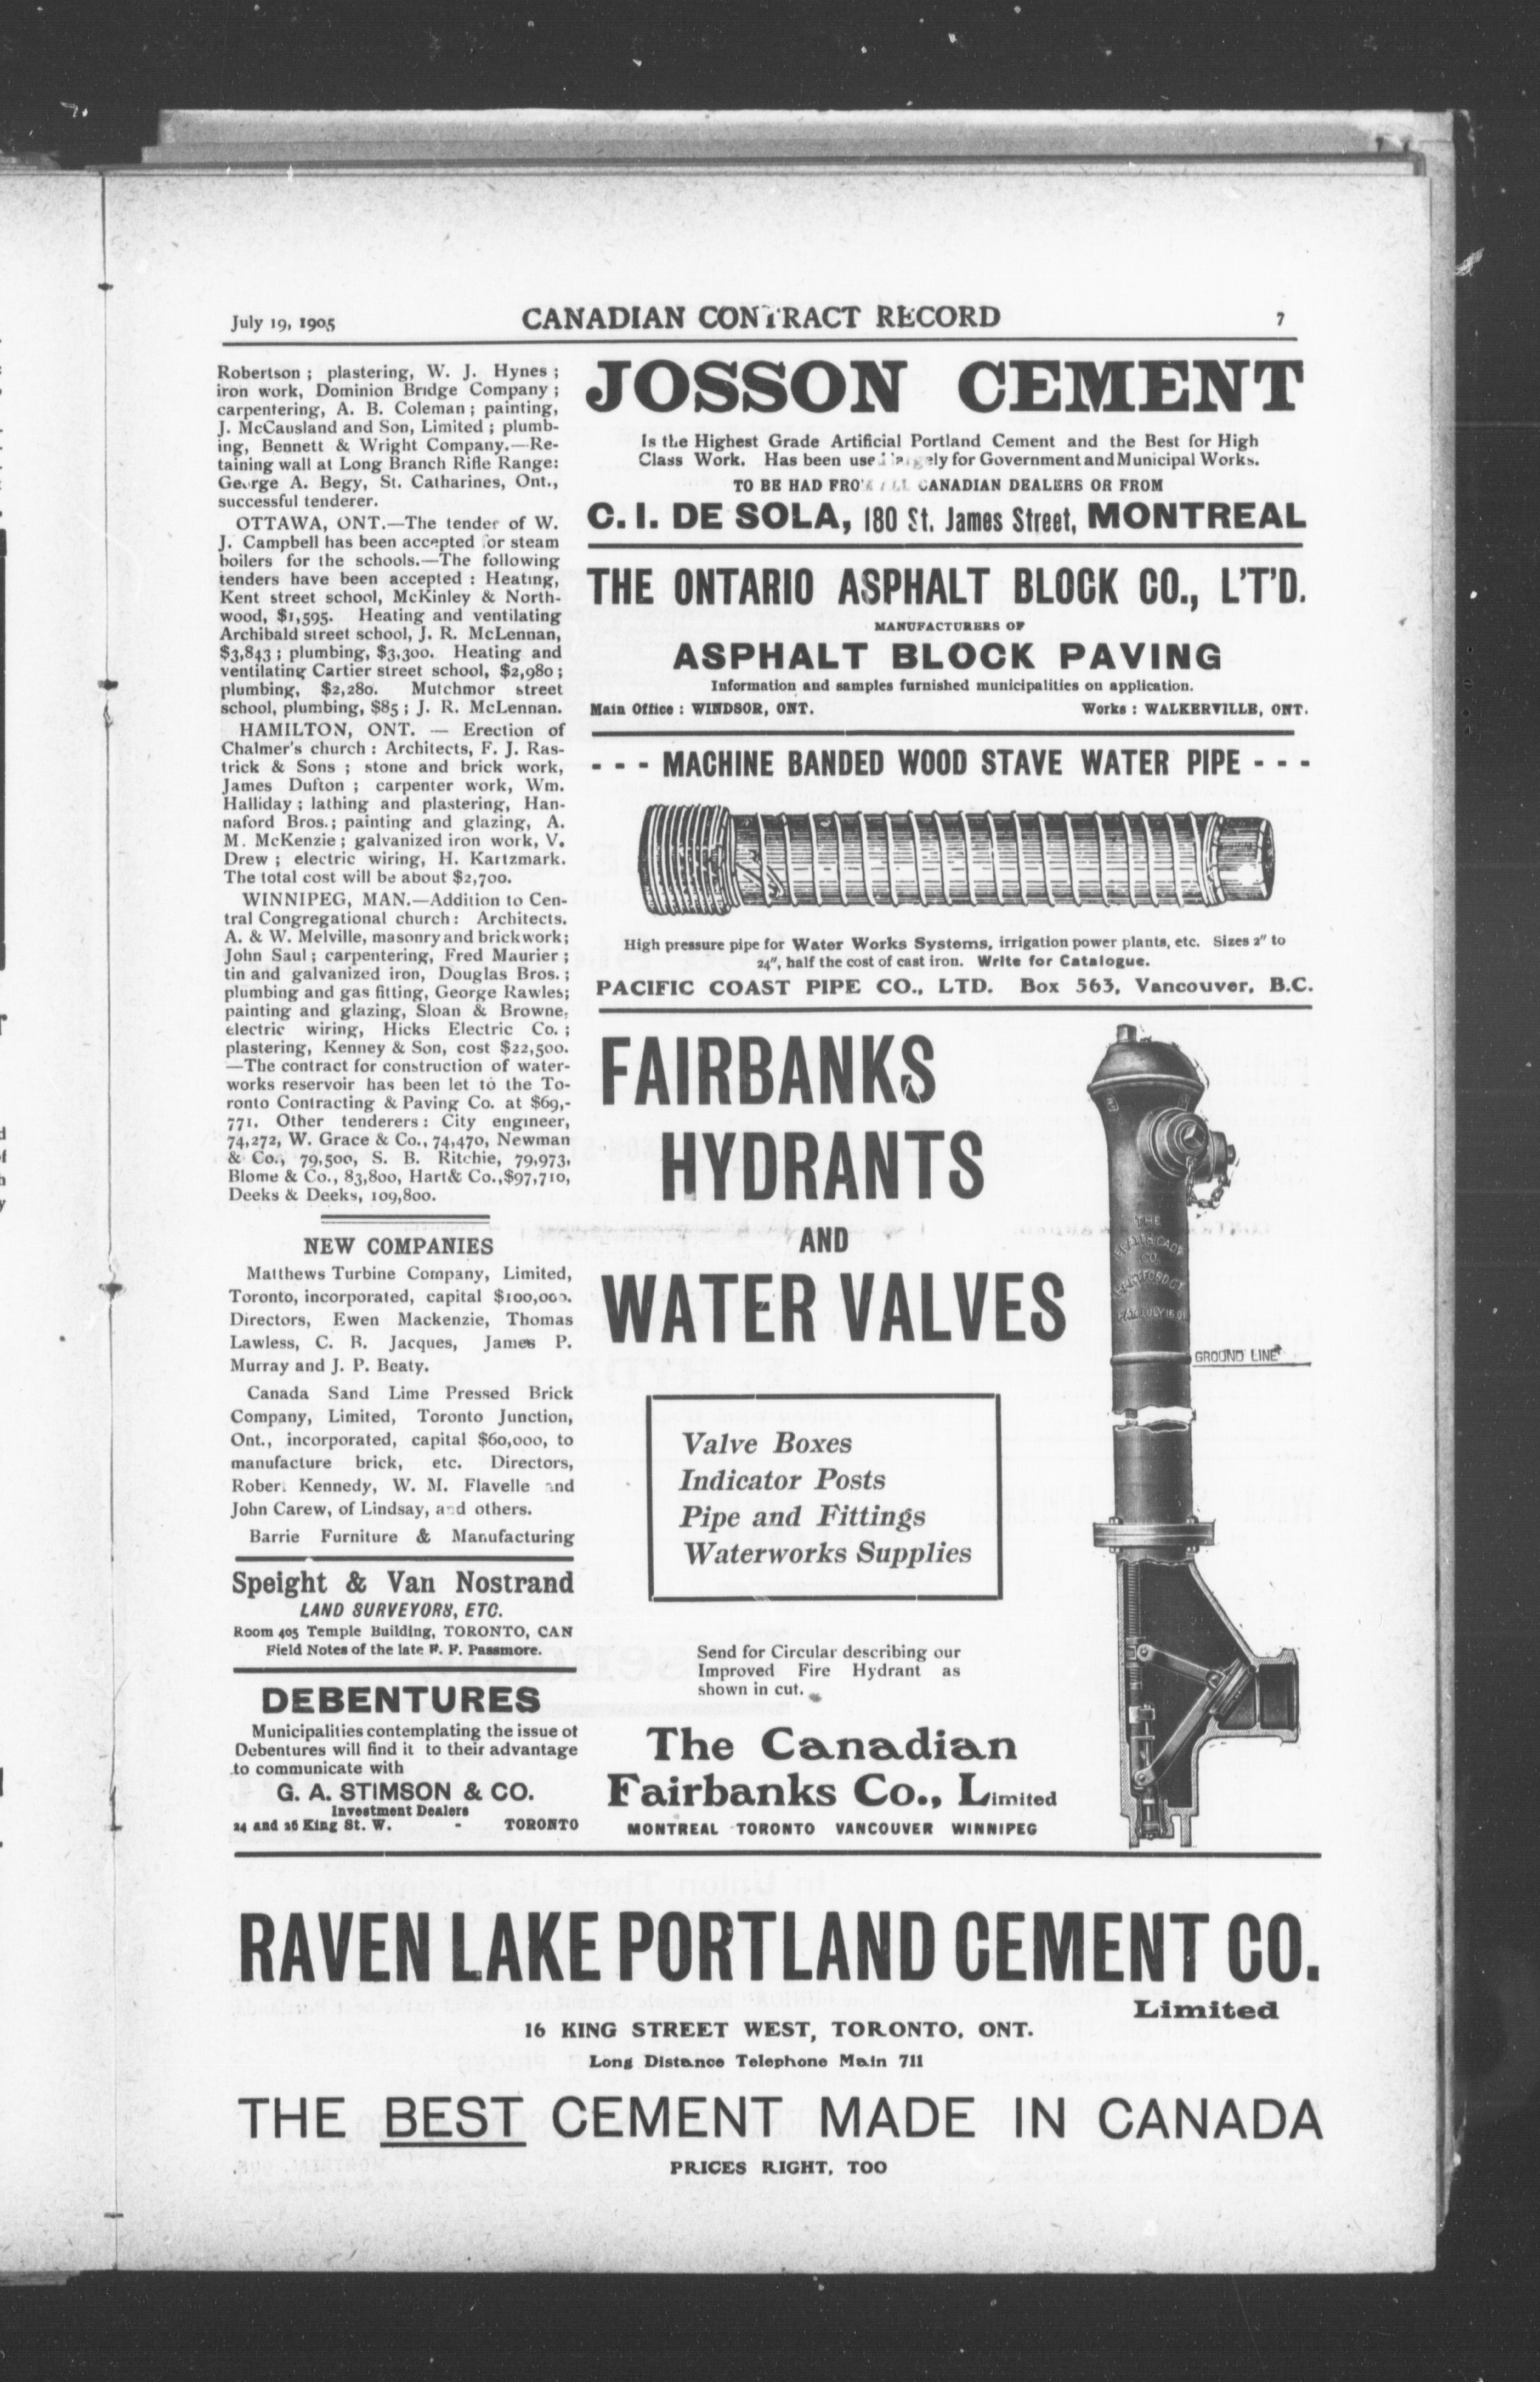 July 19, 1905
CANADIAN CONTRACT RECORD
7
Robertson ; plastering, W. J. Hynes ;
iron work, Dominion Bridge Company ;
carpentering, A. B. Coleman ; painting,
J. McCausland and Son, Limited ; plumb-
ing, Bennett & Wright Company.—Re-
taining wall at Long Branch Rifle Range:
George A. Begy, St. Catharines, Ont.,
successful tenderer.
OTTAWA, ONT.—The tender of W.
J. Campbell has been accepted for steam
boilers for the schools.—The following
tenders have been accepted : Heating,
Kent street school, McKinley & North-
wood, $1,595. Heating and ventilating
Archibald street school, J. R. McLennan,
$3,843 ; plumbing, $3,300. Heating and
ventilating Cartier street school, $2,980 ;
plumbing, $2,280. Mutchmor street
school, plumbing, $85 ; J. R. McLennan.
HAMILTON, ONT. — Erection of
Chalmer's church : Architects, F. J. Ras-
trick & Sons ; stone and brick work,
James Dufton ; carpenter work, Wm.
Halliday ; lathing and plastering, Han-
naford Bros.; painting and glazing, A.
M. McKenzie ; galvanized iron work, V.
Drew ; electric wiring, H. Kartzmark.
The total cost will be about $2,700.
WINNIPEG, MAN.—Addition to Cen-
tral Congregational church : Architects.
A. & W. Melville, masonry and brickwork;
John Saul ; carpentering, Fred Maurier ;
tin and galvanized iron, Douglas Bros. ;
plumbing and gas fitting, George Rawles;
painting and glazing, Sloan & Browne,
electric wiring, Hicks Electric Co. ;
plastering, Kenney & Son, cost $22,500.
—The contract for construction of water-
works reservoir has been let to the To-
ronto Contracting & Paving Co. at $69,-
771. Other tenderers : City engineer,
74,272, W. Grace & Co., 74,470, Newman
& Co., 79,500, S. B. Ritchie, 79,973,
Blome & Co., 83,800, Hart& Co.,$97,710,
Deeks & Deeks, 109,800.
NEW COMPANIES
Matthews Turbine Company, Limited,
Toronto, incorporated, capital $100,000.
Directors, Ewen Mackenzie, Thomas
Lawless, C. B. Jacques, James P.
Murray and J. P. Beaty.
Canada Sand Lime Pressed Brick
Company, Limited, Toronto Junction,
Ont., incorporated, capital $60,000, to
manufacture brick, etc. Directors,
Robert Kennedy, W. M. Flavelle and
John Carew, of Lindsay, and others.
Barrie Furniture & Manufacturing
Speight & Van Nostrand
LAND SURVEYORS, ETC.
Room 405 Temple Building, TORONTO, CAN
Field Notes of the late F. F. Passmore.
DEBENTURES
Municipalities contemplating the issue of
Debentures will find it to their advantage
to communicate with
G. A. STIMSON & CO.
Investment Dealers
24 and 26 King St. W. - TORONTO
JOSSON CEMENT
Is the Highest Grade Artificial Portland Cement and the Best for High
Class Work. Has been used largely for Government and Municipal Works.
TO BE HAD FROM ALL CANADIAN DEALERS OR FROM
C. I. DE SOLA, 180 St. James Street, MONTREAL
THE ONTARIO ASPHALT BLOCK CO., L'T'D.
MANUFACTURERS OF
ASPHALT BLOCK PAVING
Information and samples furnished municipalities on application.
Main Office : WINDSOR, ONT. Works : WALKERVILLE, ONT.
- - - MACHINE BANDED WOOD STAVE WATER PIPE - - -
High pressure pipe for Water Works Systems, irrigation power plants, etc. Sizes 2" to
24", half the cost of cast iron. Write for Catalogue.
PACIFIC COAST PIPE CO., LTD. Box 563, Vancouver, B.C.
FAIRBANKS
HYDRANTS
AND
WATER VALVES
Valve Boxes
Indicator Posts
Pipe and Fittings
Waterworks Supplies
Send for Circular describing our
Improved Fire Hydrant as
shown in cut.
The Canadian
Fairbanks Co., Limited
MONTREAL TORONTO VANCOUVER WINNIPEG
THE
CO.
GROUND LINE
RAVEN LAKE PORTLAND CEMENT CO.
Limited
16 KING STREET WEST, TORONTO, ONT.
Long Distance Telephone Main 711
THE BEST CEMENT MADE IN CANADA
PRICES RIGHT, TOO